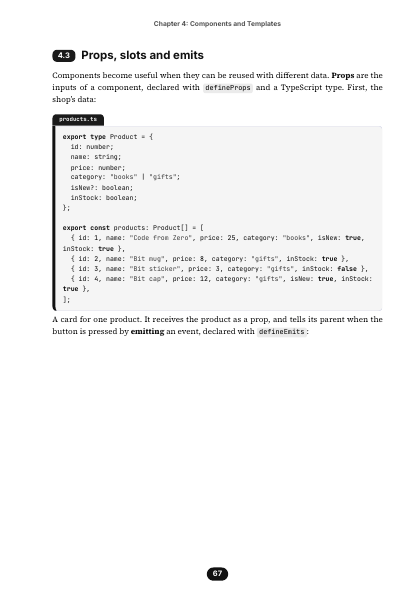 Chapter 4: Components and Templates
4.3 Props, slots and emits
Components become useful when they can be reused with different data. Props are the
inputs of a component, declared with defineProps and a TypeScript type. First, the
shop's data:
products.ts
export type Product = {
  id: number;
  name: string;
  price: number;
  category: "books" | "gifts";
  isNew?: boolean;
  inStock: boolean;
};
export const products: Product[] = [
  { id: 1, name: "Code from Zero", price: 25, category: "books", isNew: true,
inStock: true },
  { id: 2, name: "Bit mug", price: 8, category: "gifts", inStock: true },
  { id: 3, name: "Bit sticker", price: 3, category: "gifts", inStock: false },
  { id: 4, name: "Bit cap", price: 12, category: "gifts", isNew: true, inStock:
true },
];
A card for one product. It receives the product as a prop, and tells its parent when the
button is pressed by emitting an event, declared with defineEmits:
67